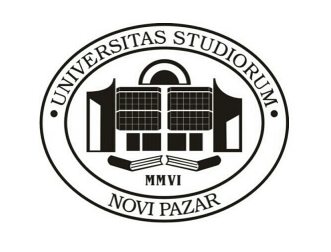 • UNIVERSITAS STUDIORUM •
MMVI
NOVI PAZAR